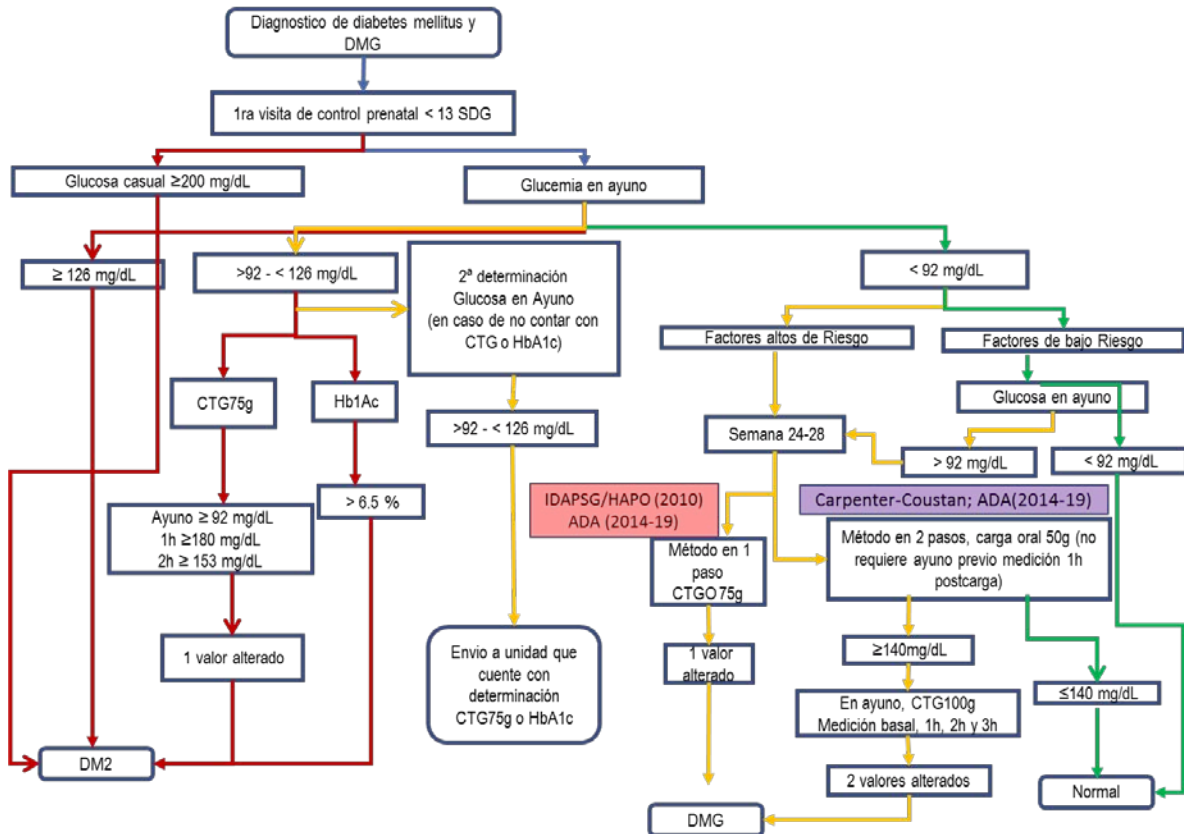 Diagnostico de diabetes mellitus y
DMG
1ra visita de control prenatal < 13 SDG
Glucosa casual ≥200 mg/dL
Glucemia en ayuno
≥ 126 mg/dL
>92 - < 126 mg/dL
2ª determinación
Glucosa en Ayuno
(en caso de no contar con
CTG o HbA1c)
< 92 mg/dL
Factores altos de Riesgo
Factores de bajo Riesgo
CTG75g
Hb1Ac
Glucosa en ayuno
>92 - < 126 mg/dL
Semana 24-28
> 92 mg/dL
< 92 mg/dL
> 6.5 %
Ayuno ≥ 92 mg/dL
1h ≥180 mg/dL
2h ≥ 153 mg/dL
IDAPSG/HAPO (2010)
ADA (2014-19)
Carpenter-Coustan; ADA(2014-19)
Método en 1
paso
CTGO 75g
Método en 2 pasos, carga oral 50g (no
requiere ayuno previo medición 1h
postcarga)
1 valor alterado
Envio a unidad que
cuente con
determinación
CTG75g o HbA1c
1 valor
alterado
≥140mg/dL
≤140 mg/dL
En ayuno, CTG100g
Medición basal, 1h, 2h y 3h
DM2
2 valores alterados
Normal
DMG